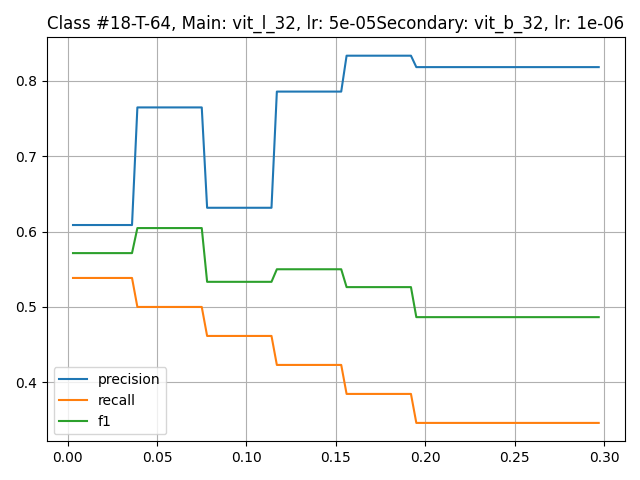 Class #18-T-64, Main: vit_l_32, lr: 5e-05Secondary: vit_b_32, lr: 1e-06
0.8
0.7
0.6
0.5
0.4
precision
recall
f1
0.00 0.05 0.10 0.15 0.20 0.25 0.30